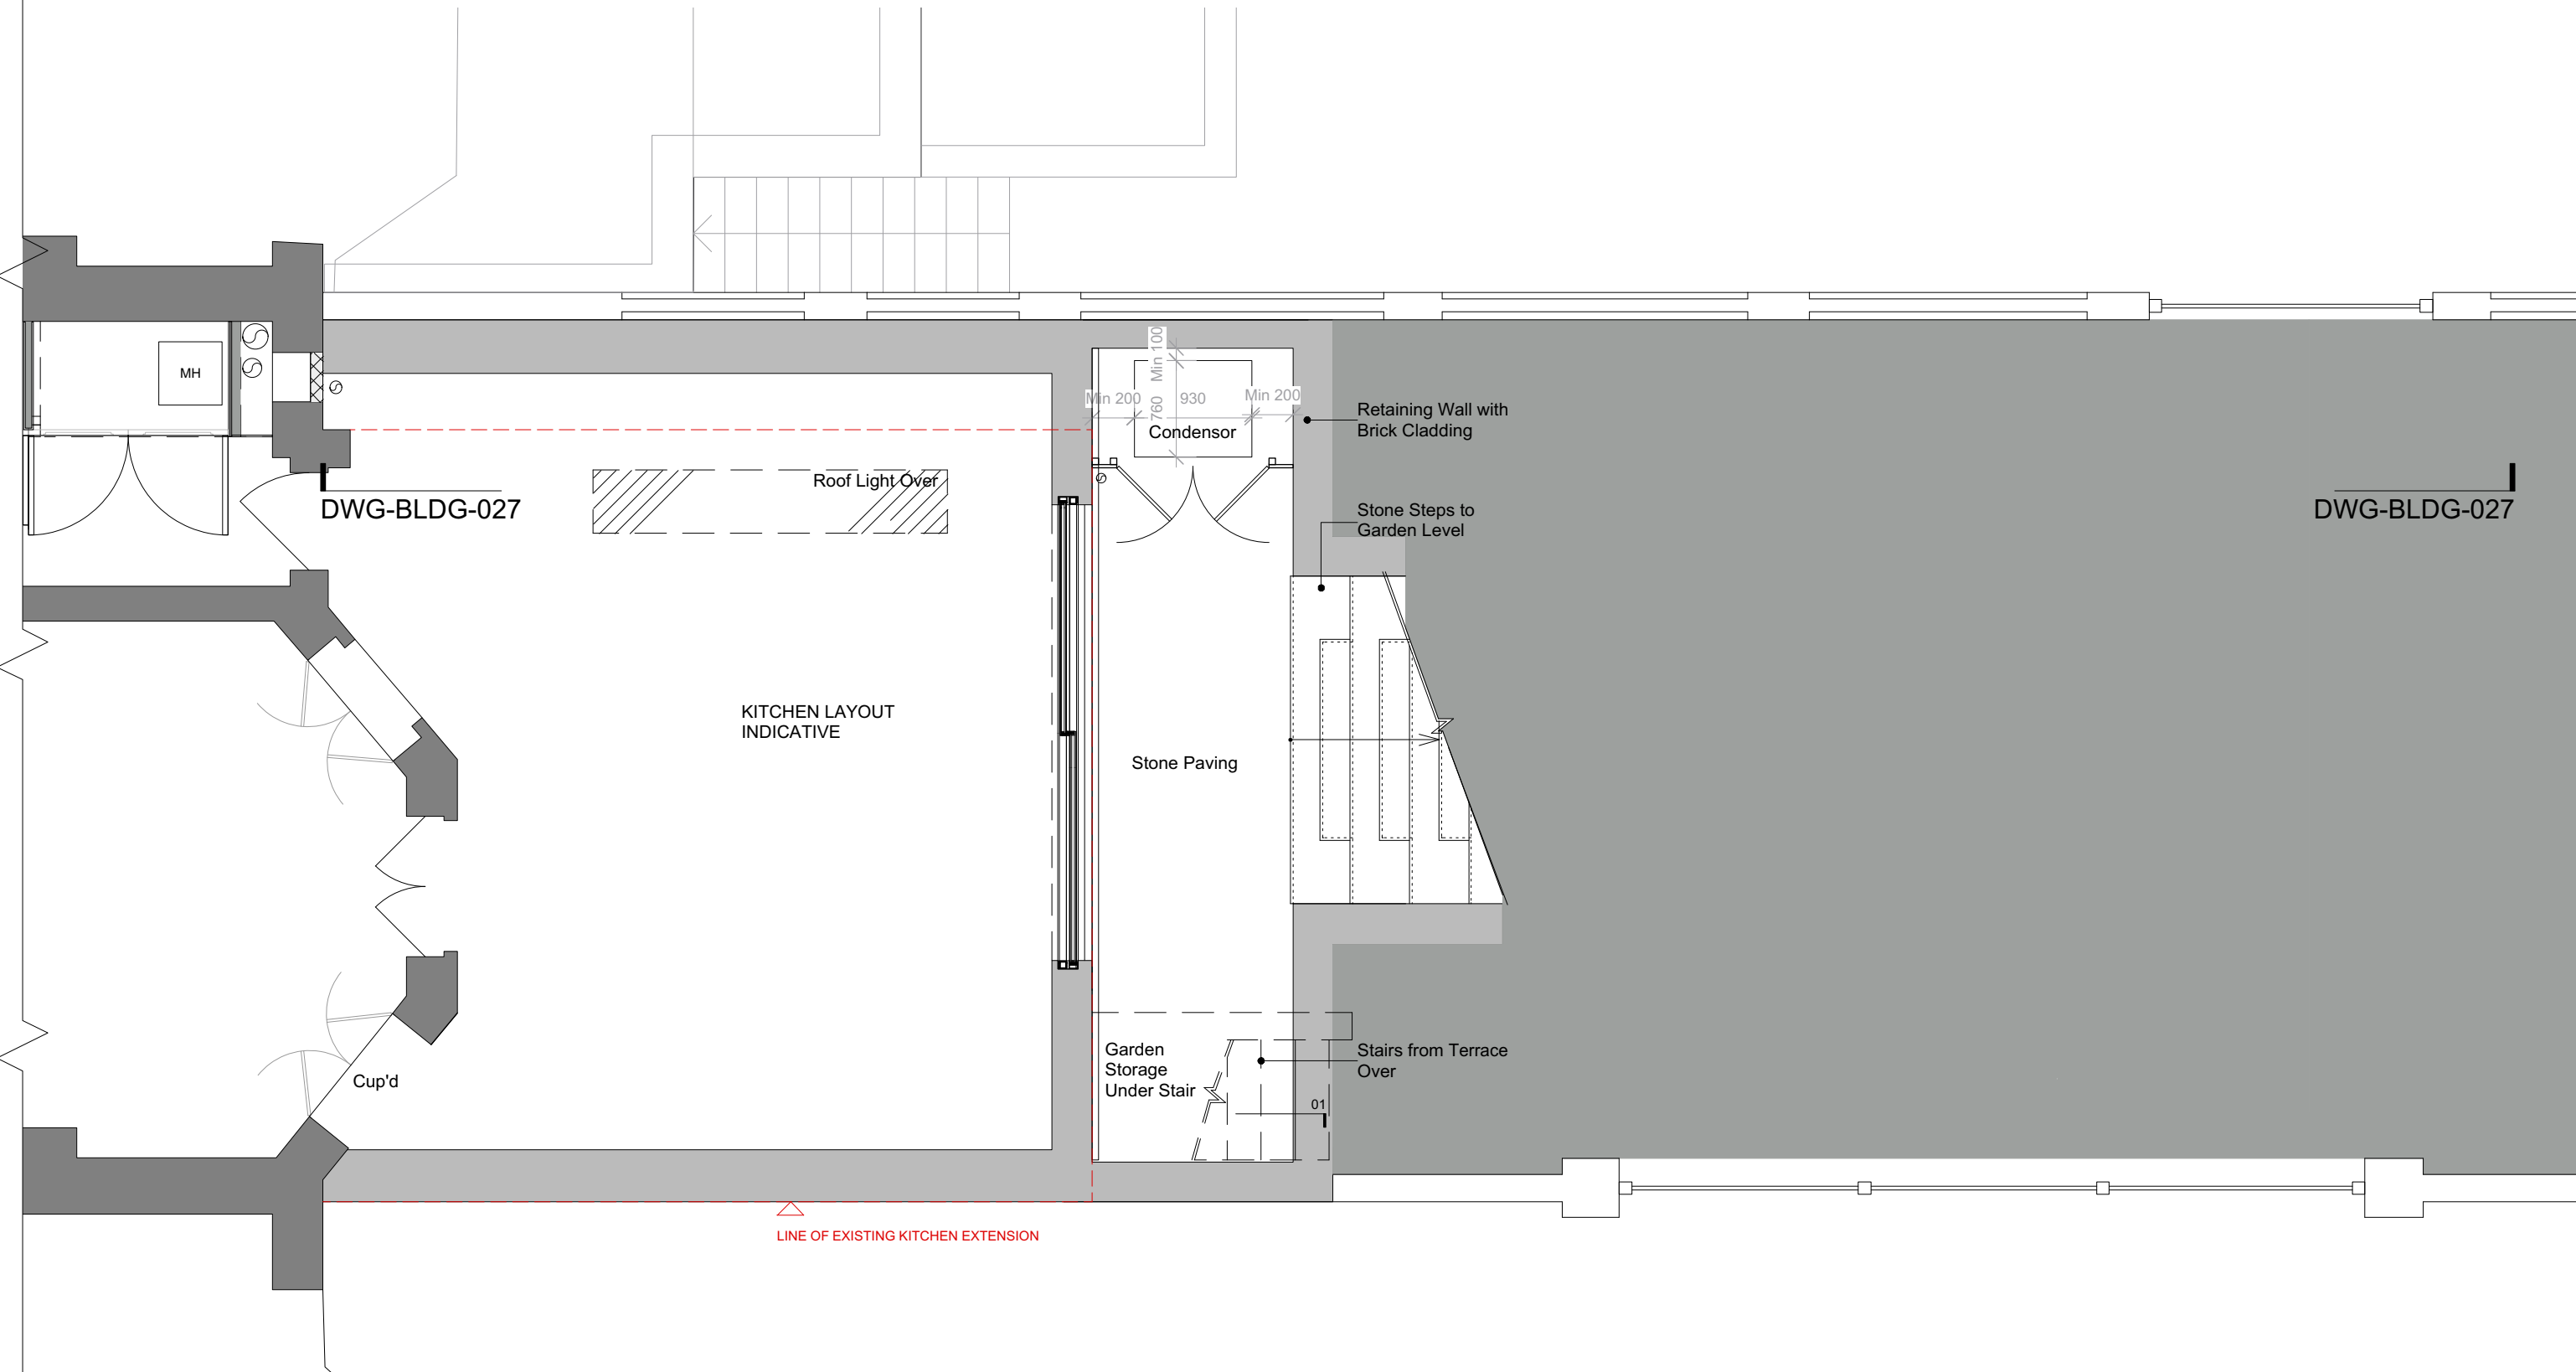 Min 100
MH
Min 200
760
930
Min 200
Condensor
Retaining Wall with
Brick Cladding
Roof Light Over
DWG-BLDG-027
Stone Steps to
Garden Level
DWG-BLDG-027
KITCHEN LAYOUT
INDICATIVE
Stone Paving
Garden
Storage
Under Stair
Stairs from Terrace
Over
Cup'd
01
LINE OF EXISTING KITCHEN EXTENSION